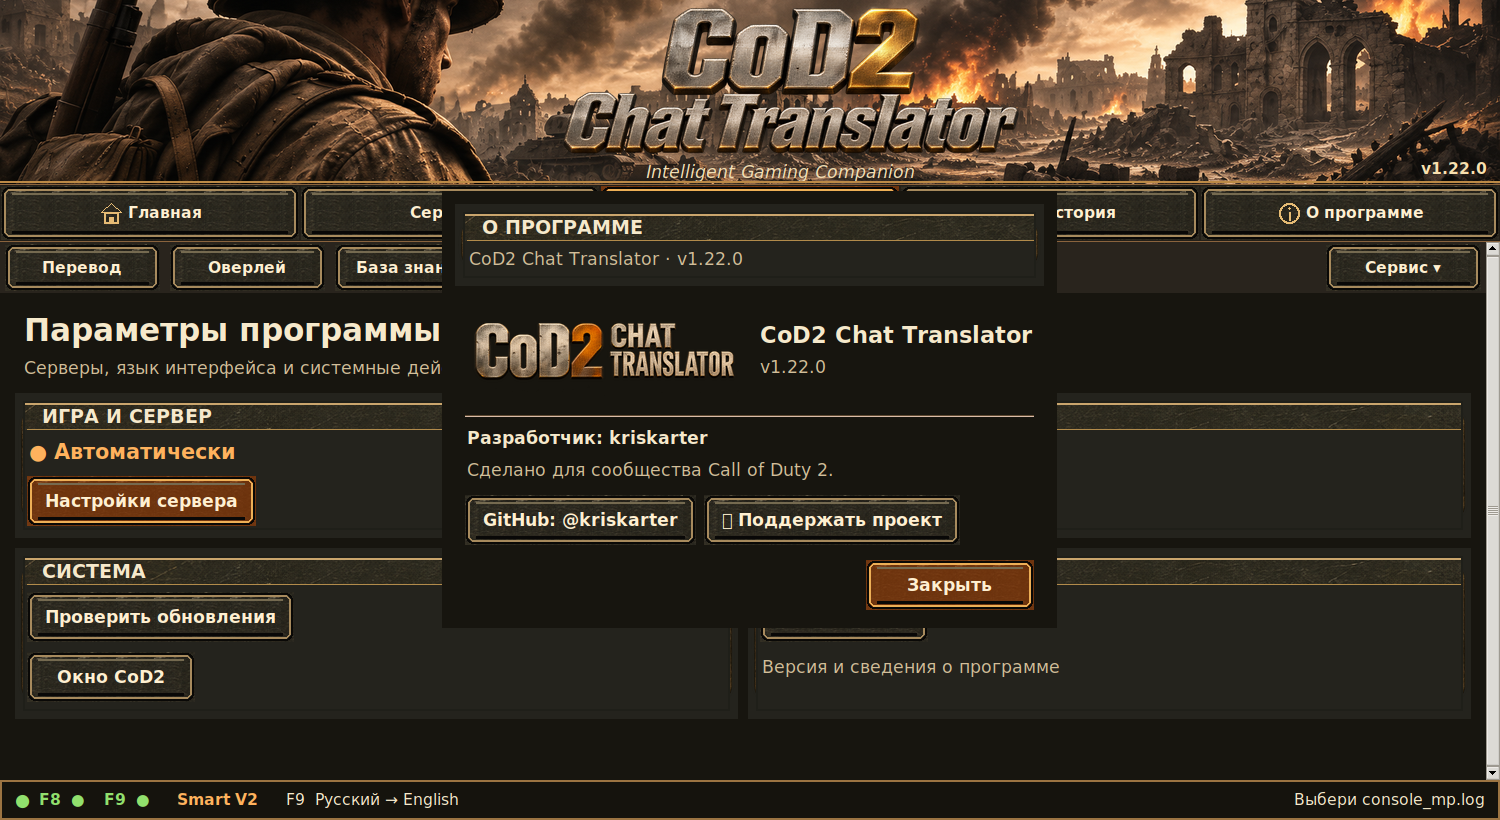 CoD2
Chat Translator
Intelligent Gaming Companion
v1.22.0
Главная
Сер
стория
О программе
Перевод
Оверлей
База знан
Сервис
О ПРОГРАММЕ
CoD2 Chat Translator · v1.22.0
Параметры программы
Серверы, язык интерфейса и системные дей
CoD2 CHAT TRANSLATOR
CoD2 Chat Translator
v1.22.0
ИГРА И СЕРВЕР
Автоматически
Настройки сервера
Разработчик: kriskarter
Сделано для сообщества Call of Duty 2.
GitHub: @kriskarter
Поддержать проект
Закрыть
СИСТЕМА
Проверить обновления
Окно CoD2
Версия и сведения о программе
F8
F9
Smart V2
F9 Русский → English
Выбери console_mp.log